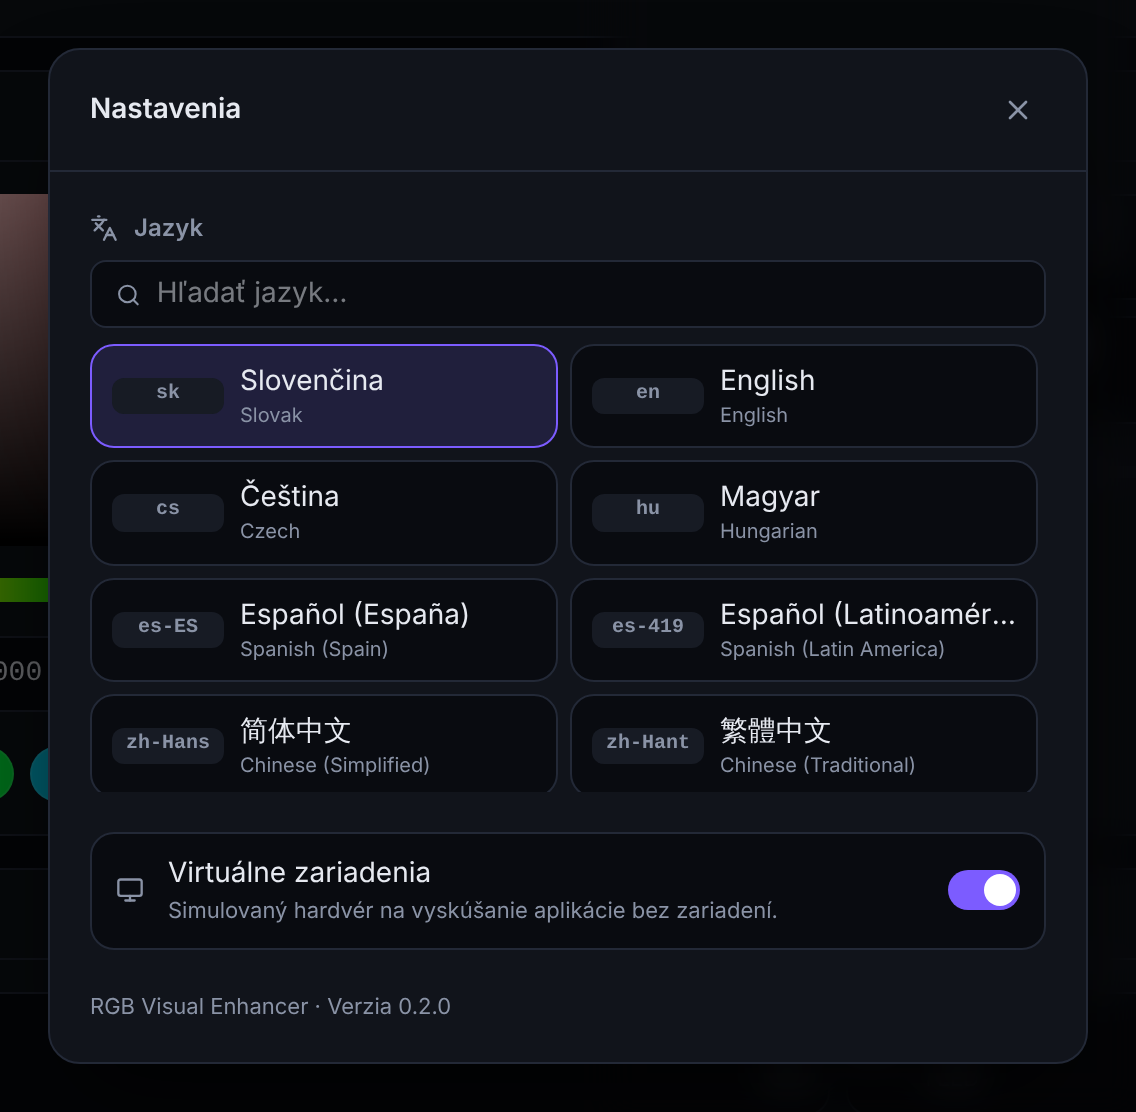 Nastavenia
Jazyk
Hľadať jazyk...
sk
Slovenčina
Slovak
en
English
English
cs
Čeština
Czech
hu
Magyar
Hungarian
es-ES
Español (España)
Spanish (Spain)
es-419
Español (Latinoamér...
Spanish (Latin America)
zh-Hans
简体中文
Chinese (Simplified)
zh-Hant
繁體中文
Chinese (Traditional)
000
Virtuálne zariadenia
Simulovaný hardvér na vyskúšanie aplikácie bez zariadení.
RGB Visual Enhancer · Verzia 0.2.0